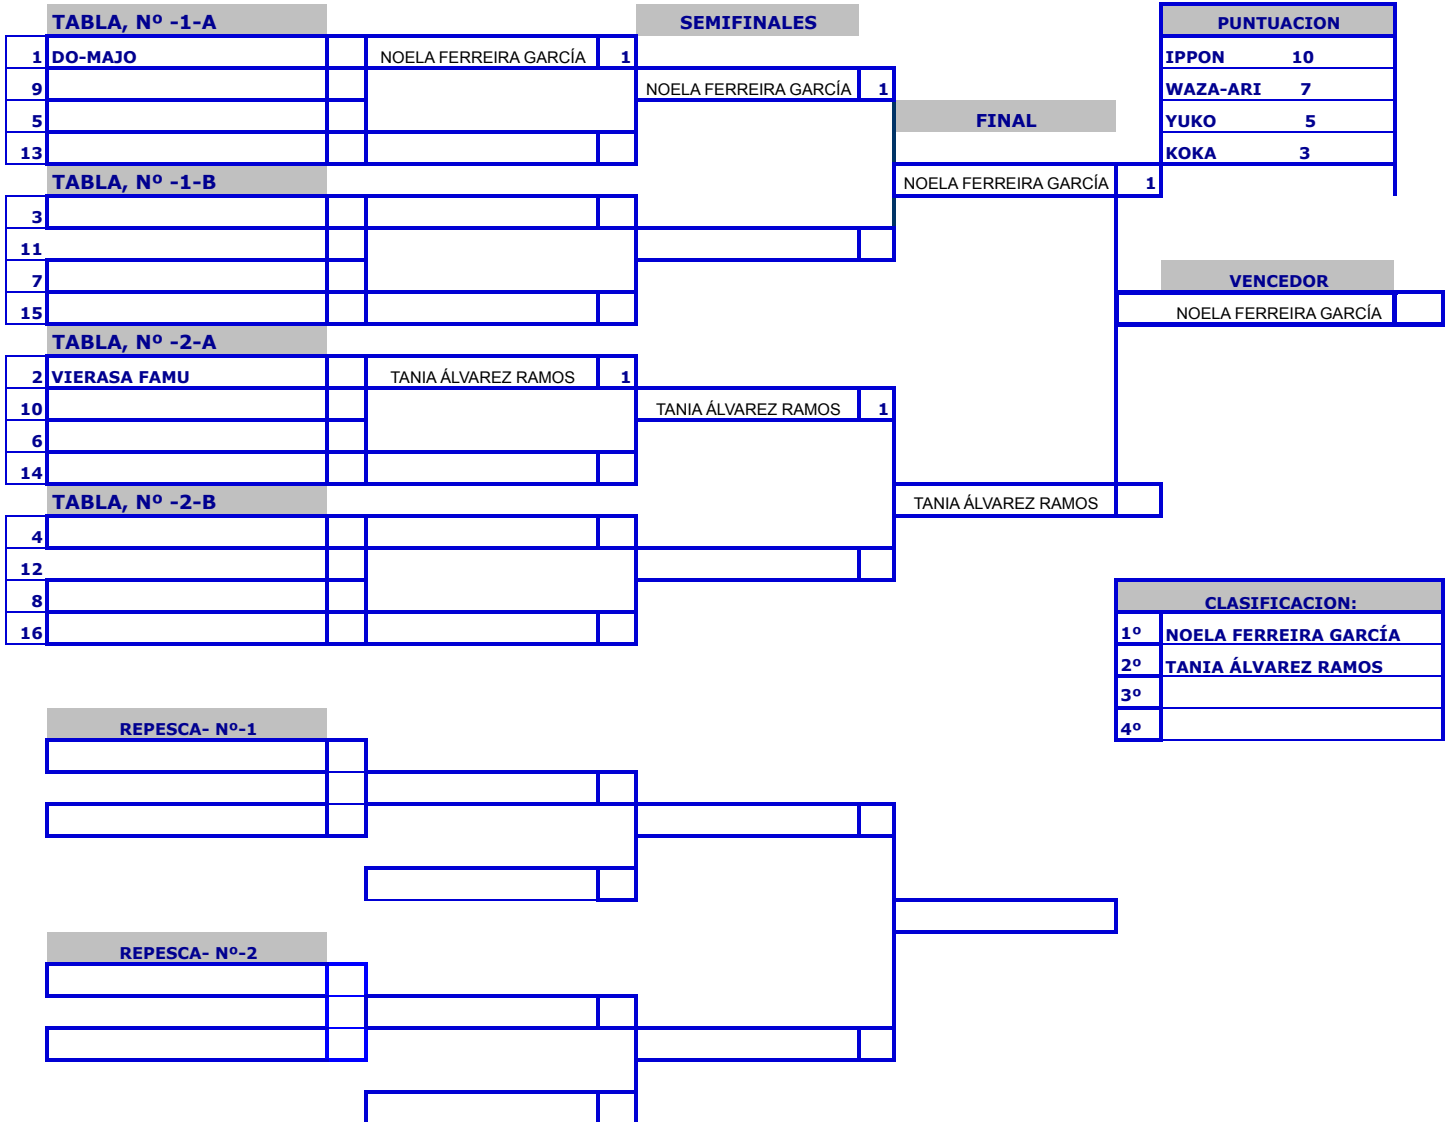 TABLA, Nº -1-A SEMIFINALES PUNTUACION
1 DO-MAJO NOELA FERREIRA GARCÍA 1 IPPON 10
9 NOELA FERREIRA GARCÍA 1 WAZA-ARI 7
5 FINAL YUKO 5
13 KOKA 3
TABLA, Nº -1-B NOELA FERREIRA GARCÍA 1
3
11
7 VENCEDOR
15 NOELA FERREIRA GARCÍA
TABLA, Nº -2-A
2 VIERASA FAMU TANIA ÁLVAREZ RAMOS 1
10 TANIA ÁLVAREZ RAMOS 1
6
14
TABLA, Nº -2-B TANIA ÁLVAREZ RAMOS
4
12
8 CLASIFICACION:
16 1º NOELA FERREIRA GARCÍA
2º TANIA ÁLVAREZ RAMOS
3º
REPESCA- Nº-1 4º
REPESCA- Nº-2